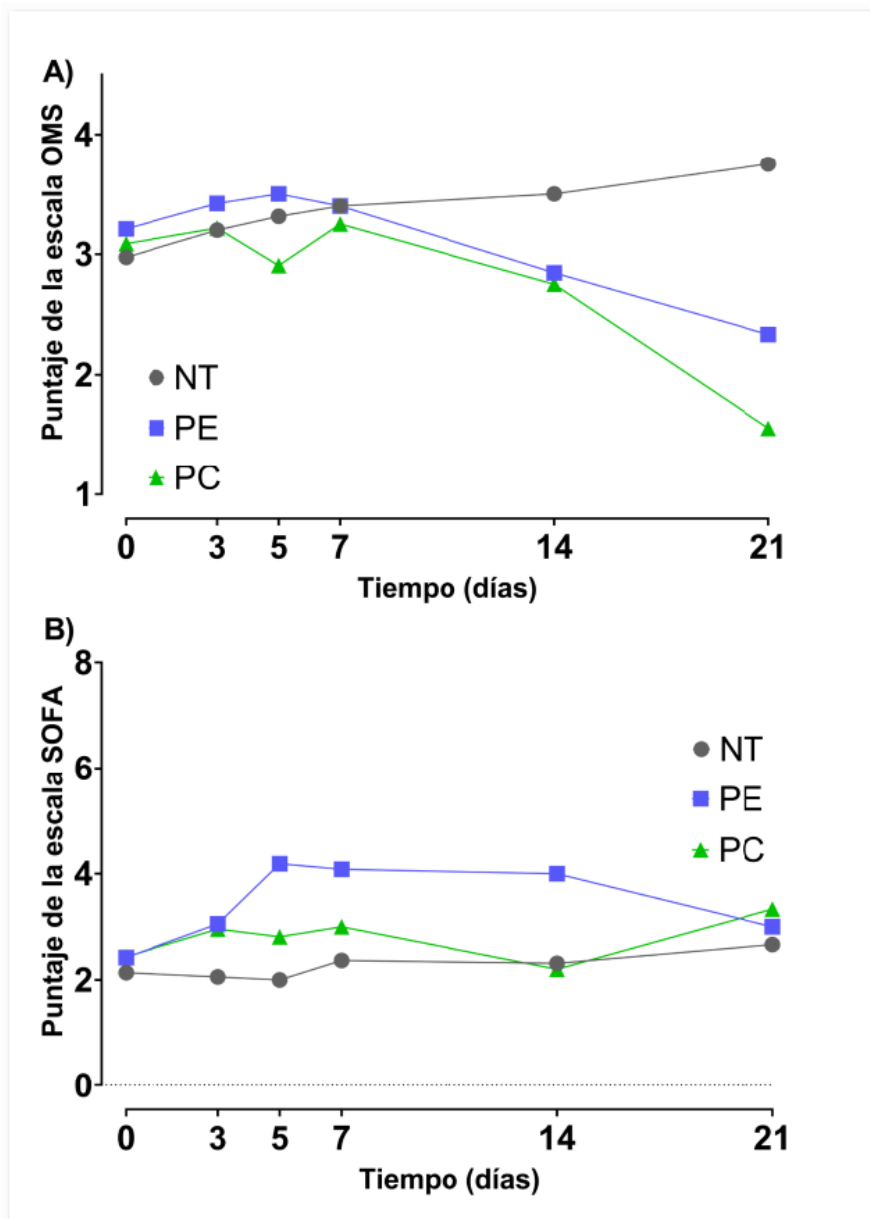 A)
Puntaje de la escala OMS
4
3
2
1
NT
PE
PC
0 3 5 7 14 21
Tiempo (días)
B)
Puntaje de la escala SOFA
8
6
4
2
0
NT
PE
PC
0 3 5 7 14 21
Tiempo (días)